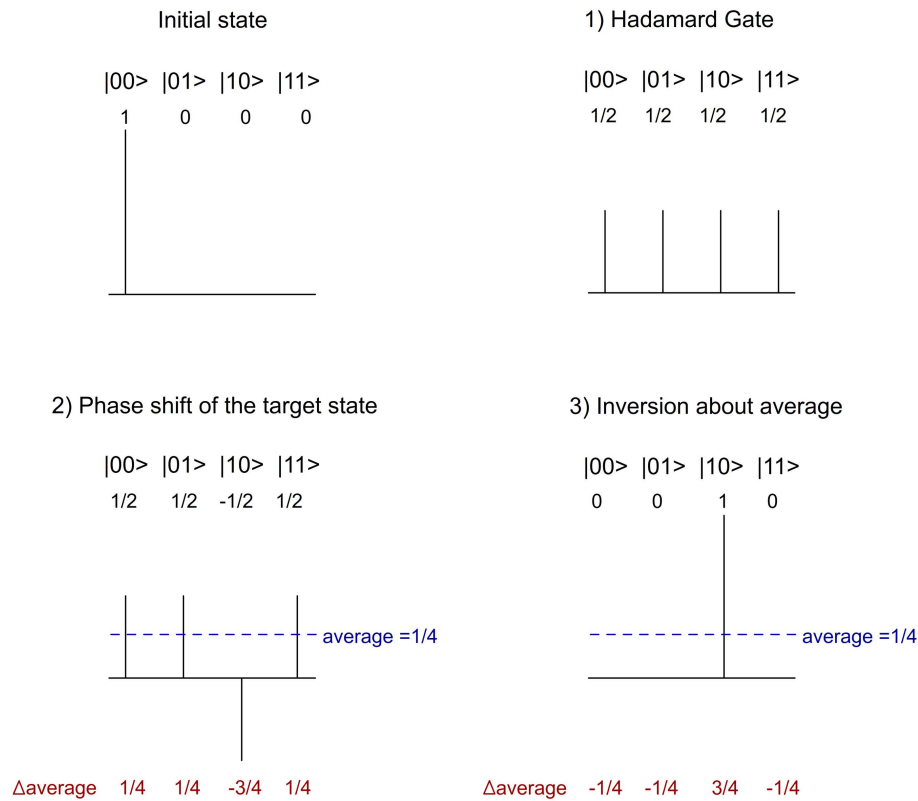 Initial state
|00> |01> |10> |11>
1 0 0 0
1) Hadamard Gate
|00> |01> |10> |11>
1/2 1/2 1/2 1/2
2) Phase shift of the target state
|00> |01> |10> |11>
1/2 1/2 -1/2 1/2
average =1/4
Δaverage 1/4 1/4 -3/4 1/4
3) Inversion about average
|00> |01> |10> |11>
0 0 1 0
average =1/4
Δaverage -1/4 -1/4 3/4 -1/4